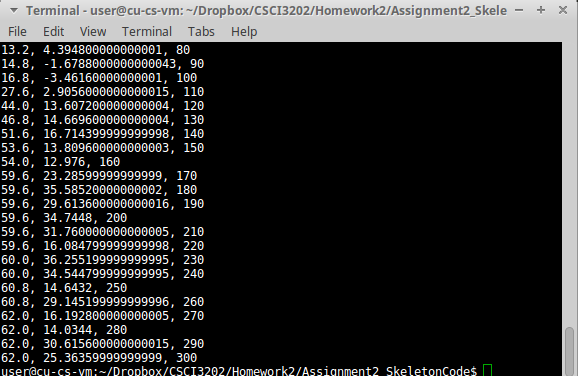 Terminal - user@cu-cs-vm: ~/Dropbox/CSCI3202/Homework2/Assignment2_Skele
File Edit View Terminal Tabs Help
13.2, 4.394800000000001, 80
14.8, -1.6788000000000043, 90
16.8, -3.46160000000001, 100
27.6, 2.9056000000000015, 110
44.0, 13.607200000000004, 120
46.8, 14.669600000000004, 130
51.6, 16.714399999999998, 140
53.6, 13.809600000000003, 150
54.0, 12.976, 160
59.6, 23.28599999999999, 170
59.6, 35.58520000000002, 180
59.6, 29.613600000000016, 190
59.6, 34.7448, 200
59.6, 31.760000000000005, 210
59.6, 16.084799999999998, 220
60.0, 36.255199999999995, 230
60.0, 34.544799999999995, 240
60.8, 14.6432, 250
60.8, 29.145199999999996, 260
62.0, 16.192800000000005, 270
62.0, 14.0344, 280
62.0, 30.615600000000015, 290
62.0, 25.36359999999999, 300
user@cu-cs-vm:~/Dropbox/CSCI3202/Homework2/Assignment2_SkeletonCode$